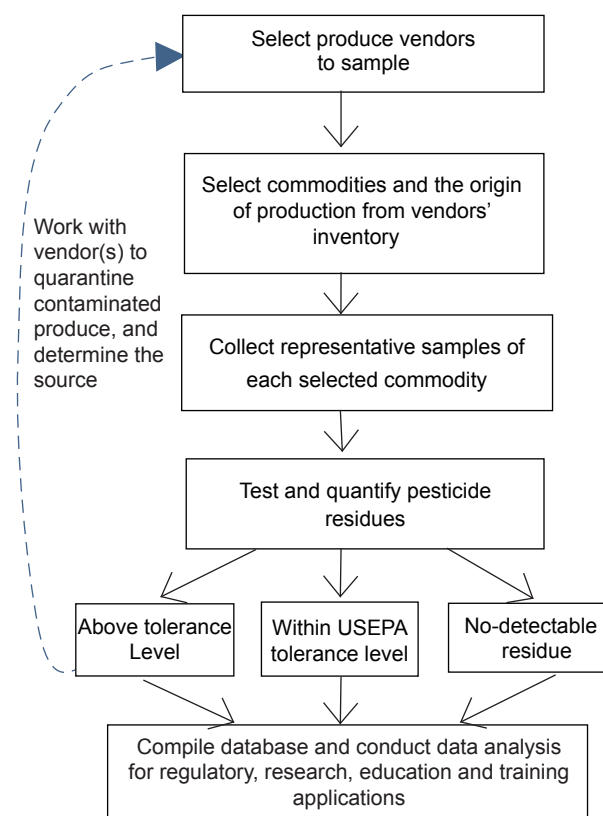 Select produce vendors
to sample
Select commodities and the origin
of production from vendors’
inventory
Work with
vendor(s) to
quarantine
contaminated
produce, and
determine the
source
Collect representative samples of
each selected commodity
Test and quantify pesticide
residues
Above tolerance
Level
Within USEPA
tolerance level
No-detectable
residue
Compile database and conduct data analysis
for regulatory, research, education and training
applications